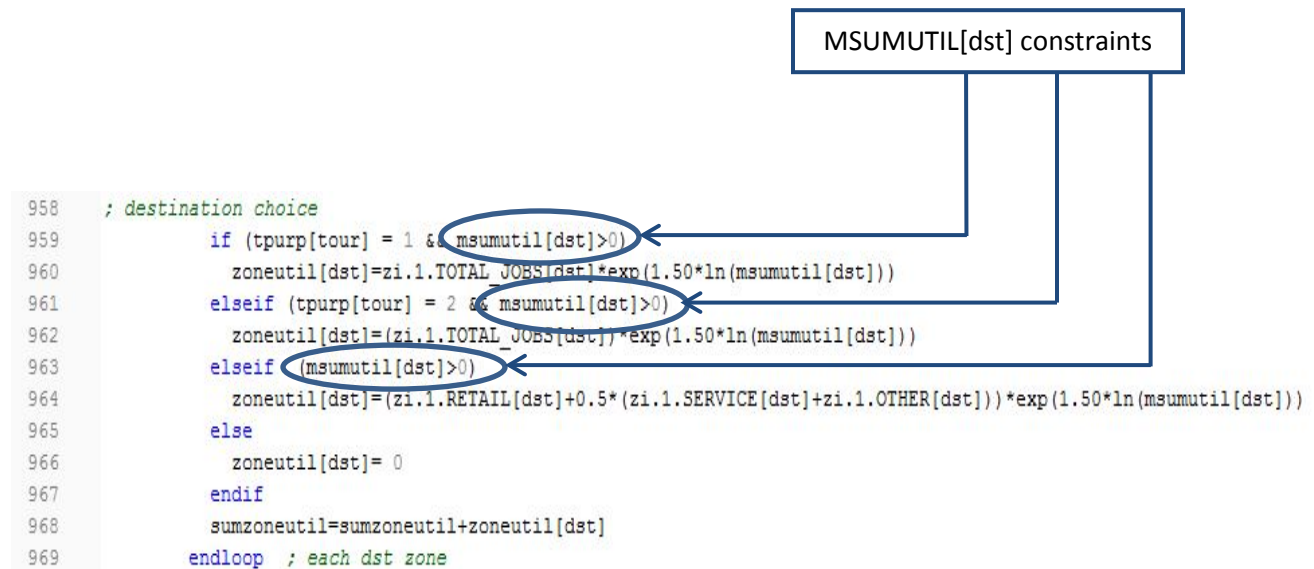 MSUMUTIL[dst] constraints
958 ; destination choice
959 if (tpurp[tour] = 1 && msumutil[dst]>0)
960 zoneutil[dst]=zi.1.TOTAL_JOBS[dst]*exp(1.50*ln(msumutil[dst]))
961 elseif (tpurp[tour] = 2 && msumutil[dst]>0)
962 zoneutil[dst]=(zi.1.TOTAL_JOBS[dst])*exp(1.50*ln(msumutil[dst]))
963 elseif (msumutil[dst]>0)
964 zoneutil[dst]=(zi.1.RETAIL[dst]+0.5*(zi.1.SERVICE[dst]+zi.1.OTHER[dst]))*exp(1.50*ln(msumutil[dst]))
965 else
966 zoneutil[dst]= 0
967 endif
968 sumzoneutil=sumzoneutil+zoneutil[dst]
969 endloop ; each dst zone